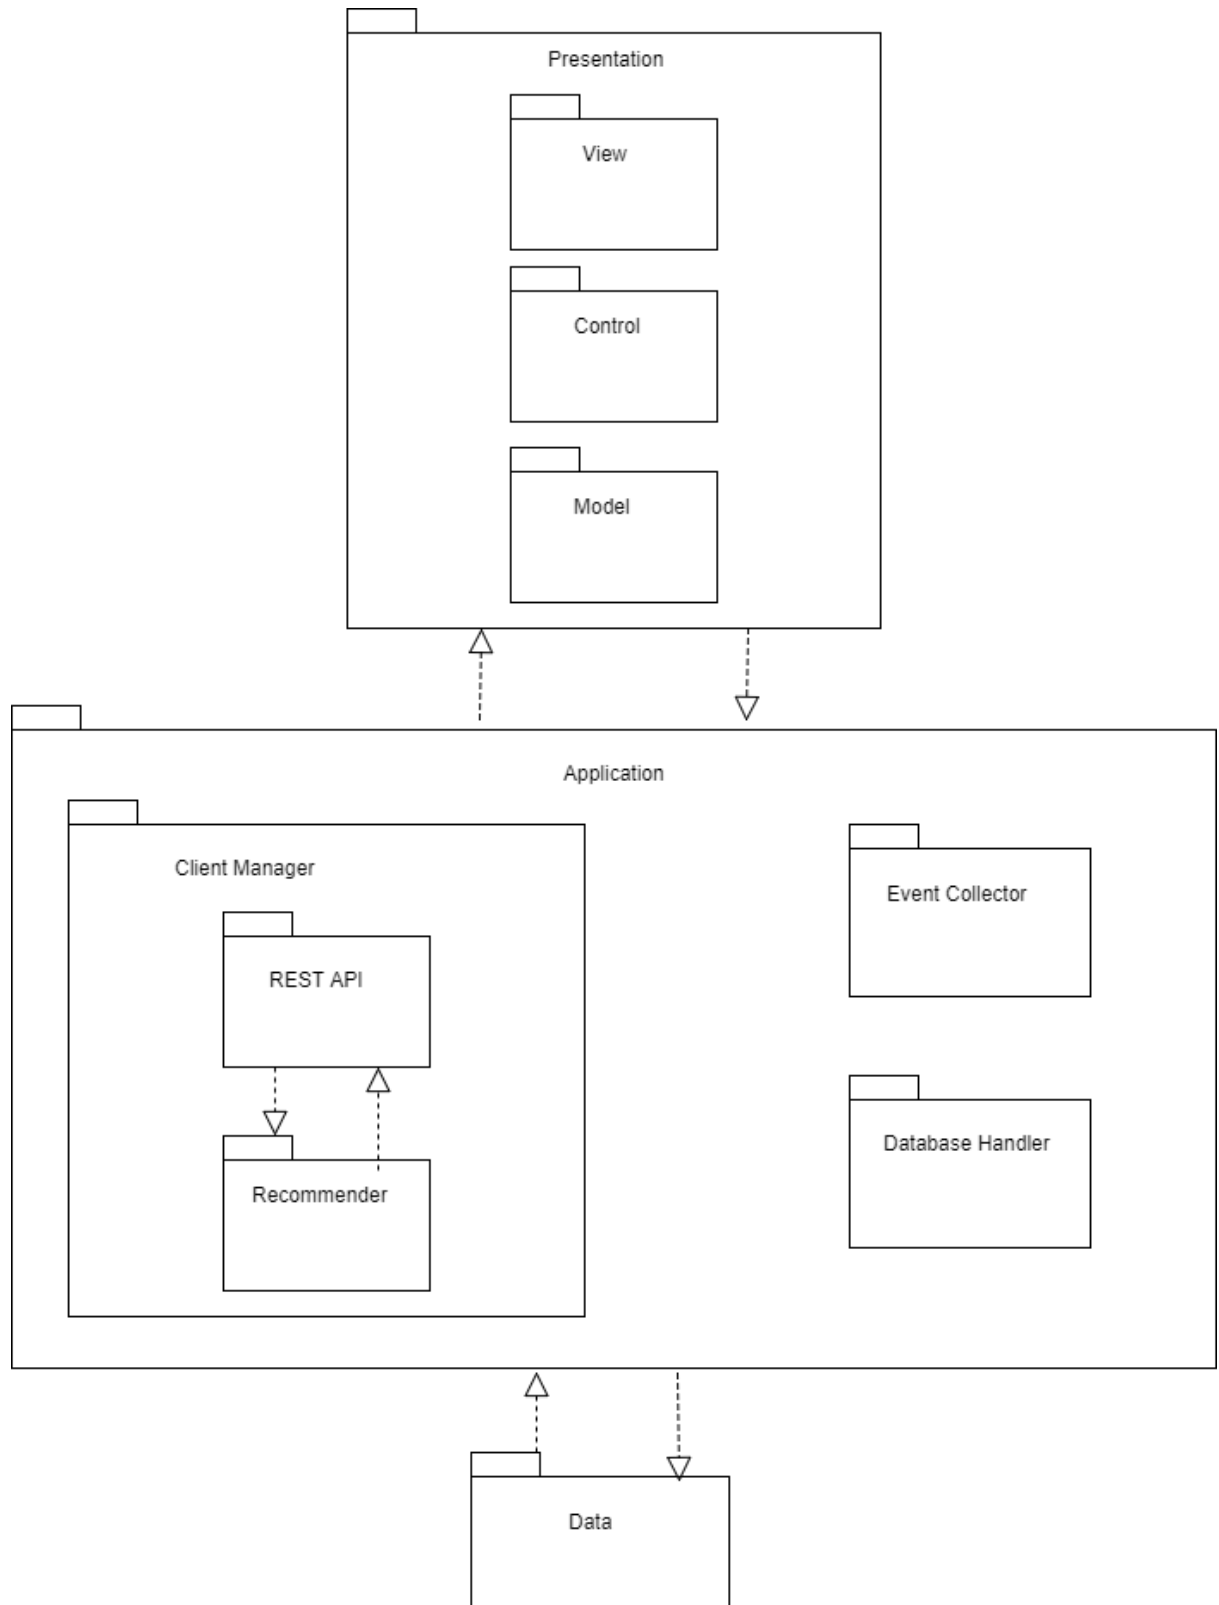 Presentation
View
Control
Model
Application
Client Manager
REST API
Recommender
Event Collector
Database Handler
Data